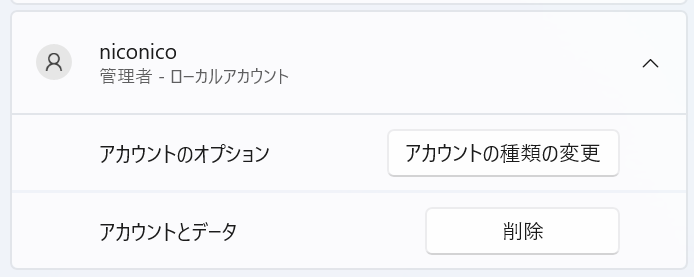 niconico
管理者 - ローカルアカウント
アカウントのオプション
アカウントの種類の変更
アカウントとデータ
削除